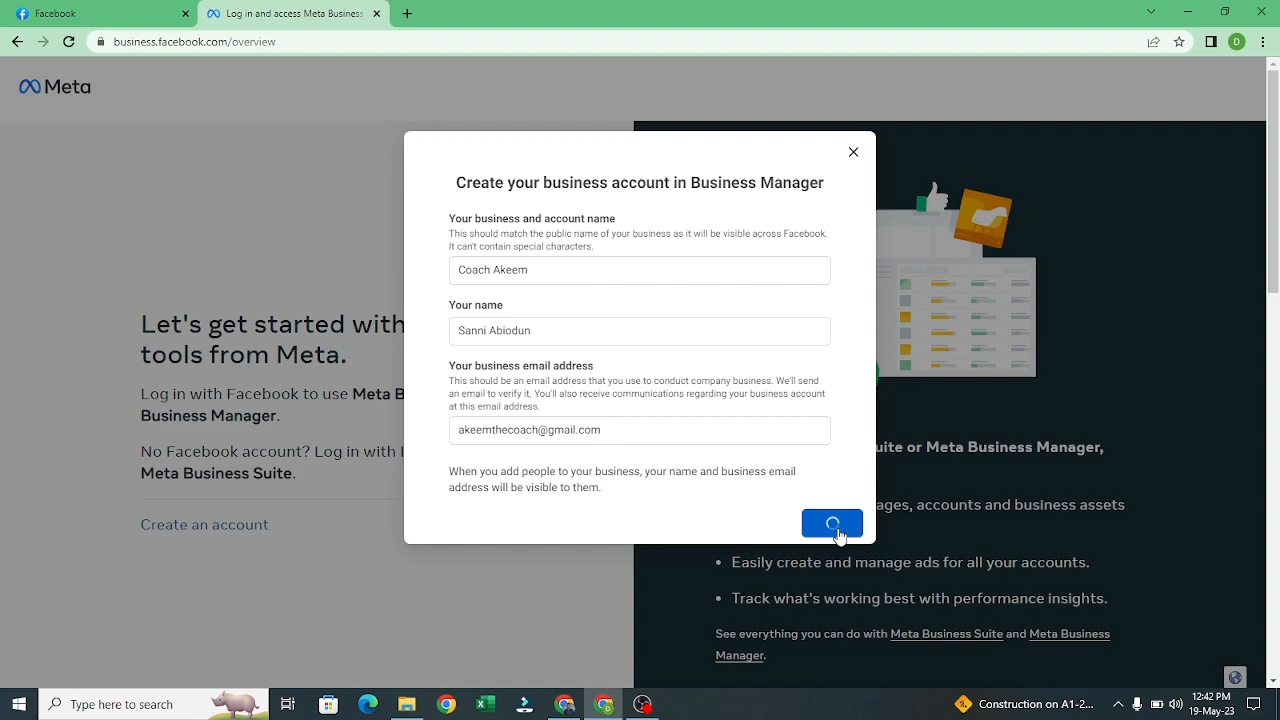 Facebook
Log in and access Meta Business
business.facebook.com/overview
D
Meta
Create your business account in Business Manager
Your business and account name
This should match the public name of your business as it will be visible across Facebook.
It can't contain special characters.
Coach Akeem
Your name
Sanni Abiodun
Your business email address
This should be an email address that you use to conduct company business. We'll send
an email to verify it. You'll also receive communications regarding your business account
at this email address.
akeemthecoach@gmail.com
When you add people to your business, your name and business email
address will be visible to them.
Let's get started with
tools from Meta.
Log in with Facebook to use Meta B
Business Manager.
No Facebook account? Log in with I
Meta Business Suite.
Create an account
uite or Meta Business Manager,
ages, accounts and business assets
• Easily create and manage ads for all your accounts.
• Track what's working best with performance insights.
See everything you can do with Meta Business Suite and Meta Business
Manager.
Type here to search
Construction on A1-2...
12:42 PM
19-May-23